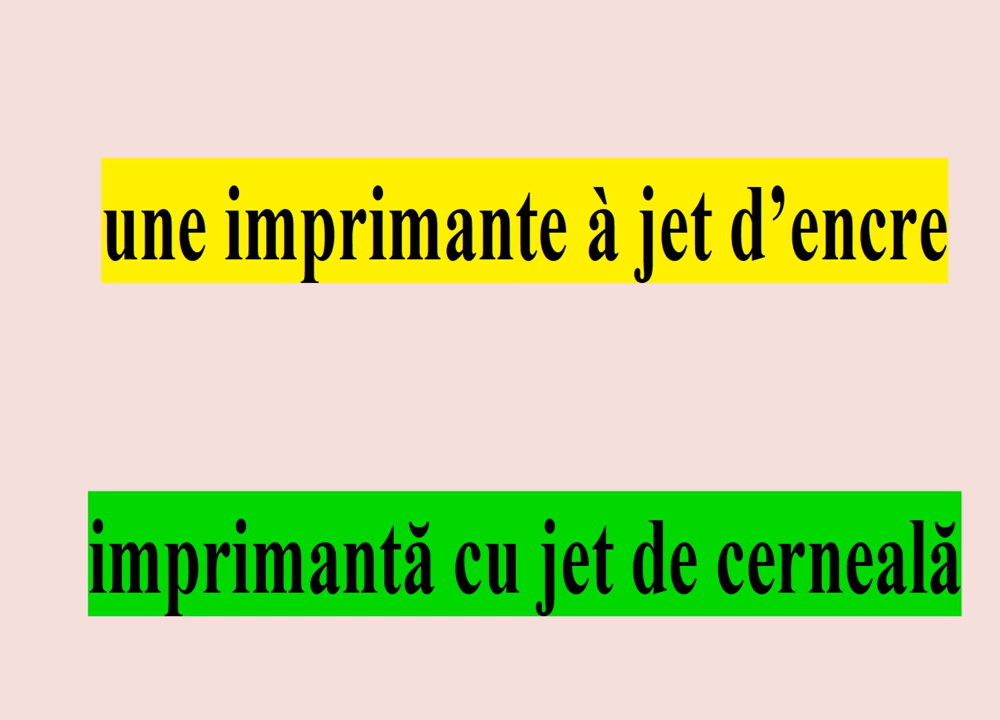 une imprimante à jet d’encre
imprimantă cu jet de cerneală